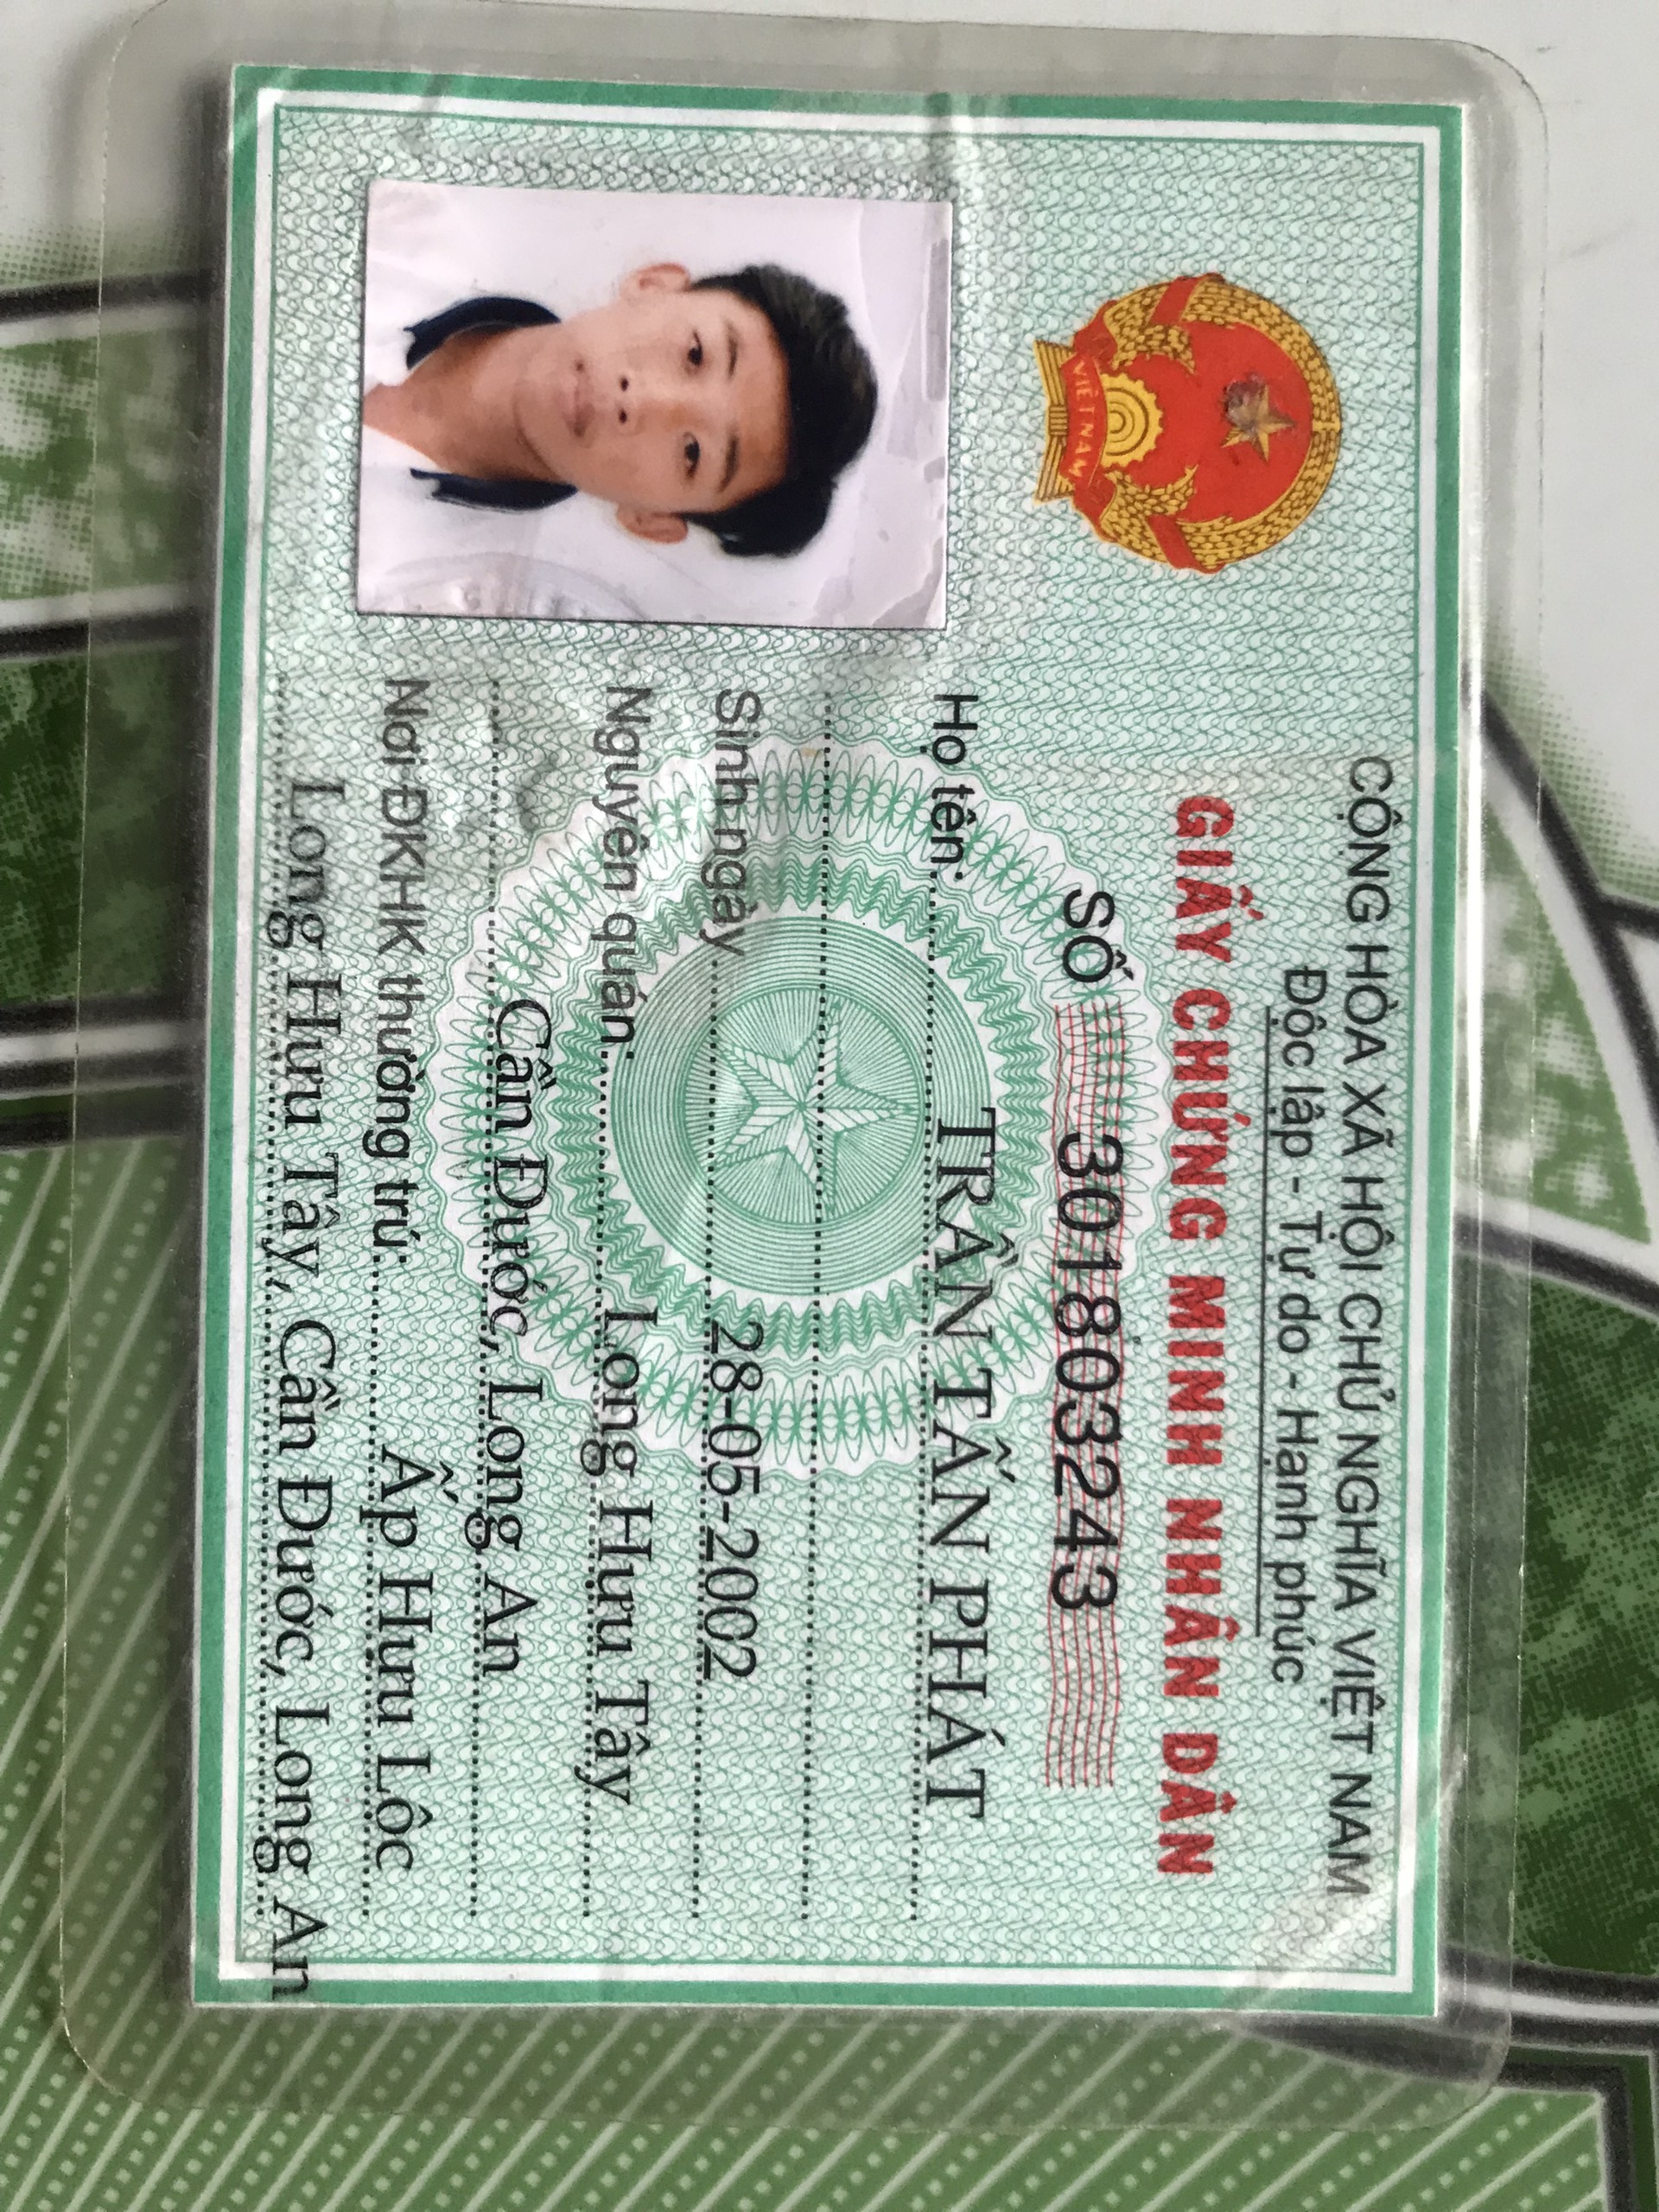 CỘNG HÒA XÃ HỘI CHỦ NGHĨA VIỆT NAM
Độc lập - Tự do - Hạnh phúc
GIẤY CHỨNG MINH NHÂN DÂN
SỐ 301803243
VIỆT NAM
Họ tên: TRẦN TẤN PHÁT
Sinh ngày 28-05-2002
Nguyên quán: Long Hựu Tây
Cần Đước, Long An
Nơi ĐKHK thường trú: Ấp Hựu Lộc
Long Hựu Tây, Cần Đước, Long An